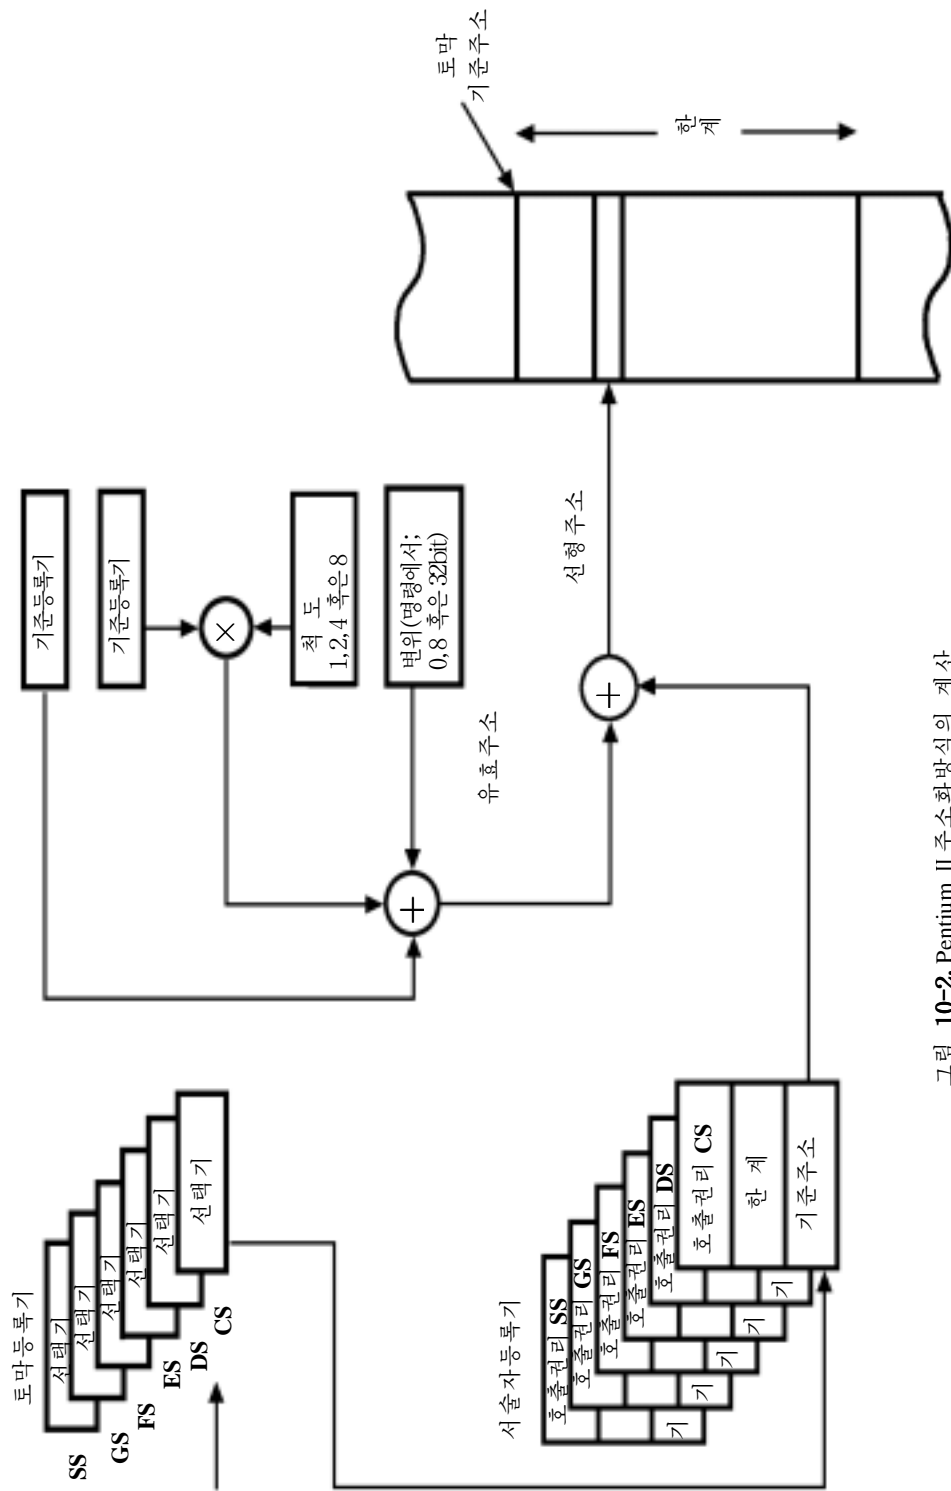 토막등록기
선택기
선택기
선택기
선택기
선택기
선택기
SS
GS
FS
ES
DS
CS
기준등록기
기준등록기
×
척 도
1,2,4 혹은 8
변위(명령에서;
0,8 혹은 32bit)
+
유효주소
+
선형주소
토막
기준주소
한
계
서술자등록기
호출권리 SS
호출권리 GS
호출권리 FS
호출권리 ES
호출권리 DS
호출권리 CS
한 계
기준주소
기
기
기
기
기
그림 10-2. Pentium II 주소화방식의 계산